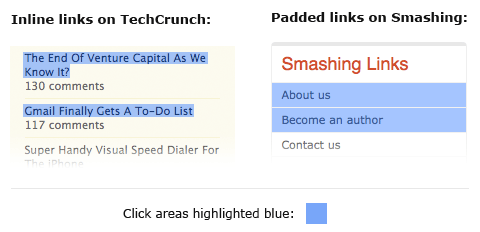 Inline links on TechCrunch:
The End Of Venture Capital As We
Know It?
130 comments
Gmail Finally Gets A To-Do List
117 comments
Super Handy Visual Speed Dialer For
The iPhone
Padded links on Smashing:
Smashing Links
About us
Become an author
Contact us
Click areas highlighted blue: